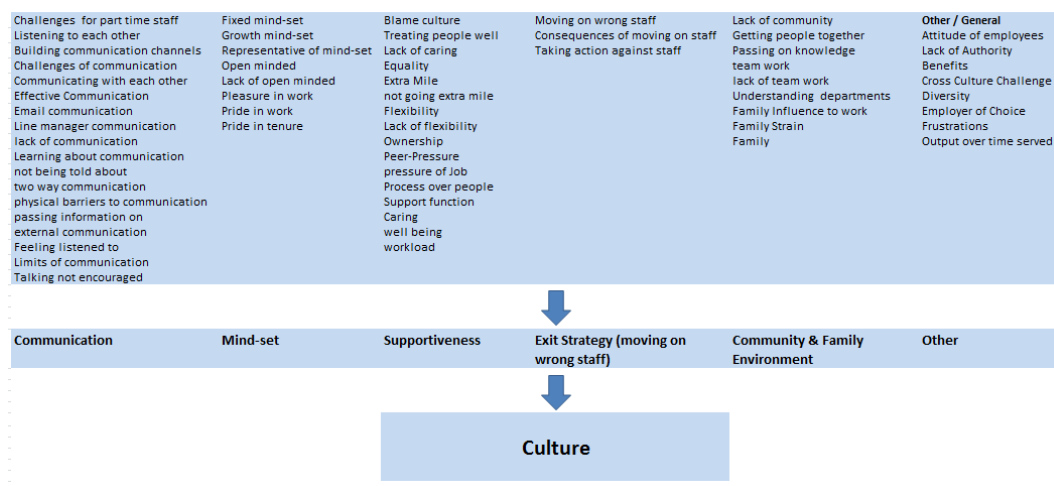 Challenges for part time staff
Listening to each other
Building communication channels
Challenges of communication
Communicating with each other
Effective Communication
Email communication
Line manager communication
lack of communication
Learning about communication
not being told about
two way communication
physical barriers to communication
passing information on
external communication
Feeling listened to
Limits of communication
Talking not encouraged
Fixed mind-set
Growth mind-set
Representative of mind-set
Open minded
Lack of open minded
Pleasure in work
Pride in work
Pride in tenure
Blame culture
Treating people well
Lack of caring
Equality
Extra Mile
not going extra mile
Flexibility
Lack of flexibility
Ownership
Peer-Pressure
pressure of Job
Process over people
Support function
Caring
well being
workload
Moving on wrong staff
Consequences of moving on staff
Taking action against staff
Lack of community
Getting people together
Passing on knowledge
team work
lack of team work
Understanding departments
Family Influence to work
Family Strain
Family
Other / General
Attitude of employees
Lack of Authority
Benefits
Cross Culture Challenge
Diversity
Employer of Choice
Frustrations
Output over time served
Communication
Mind-set
Supportiveness
Exit Strategy (moving on
wrong staff)
Community & Family
Environment
Other
Culture